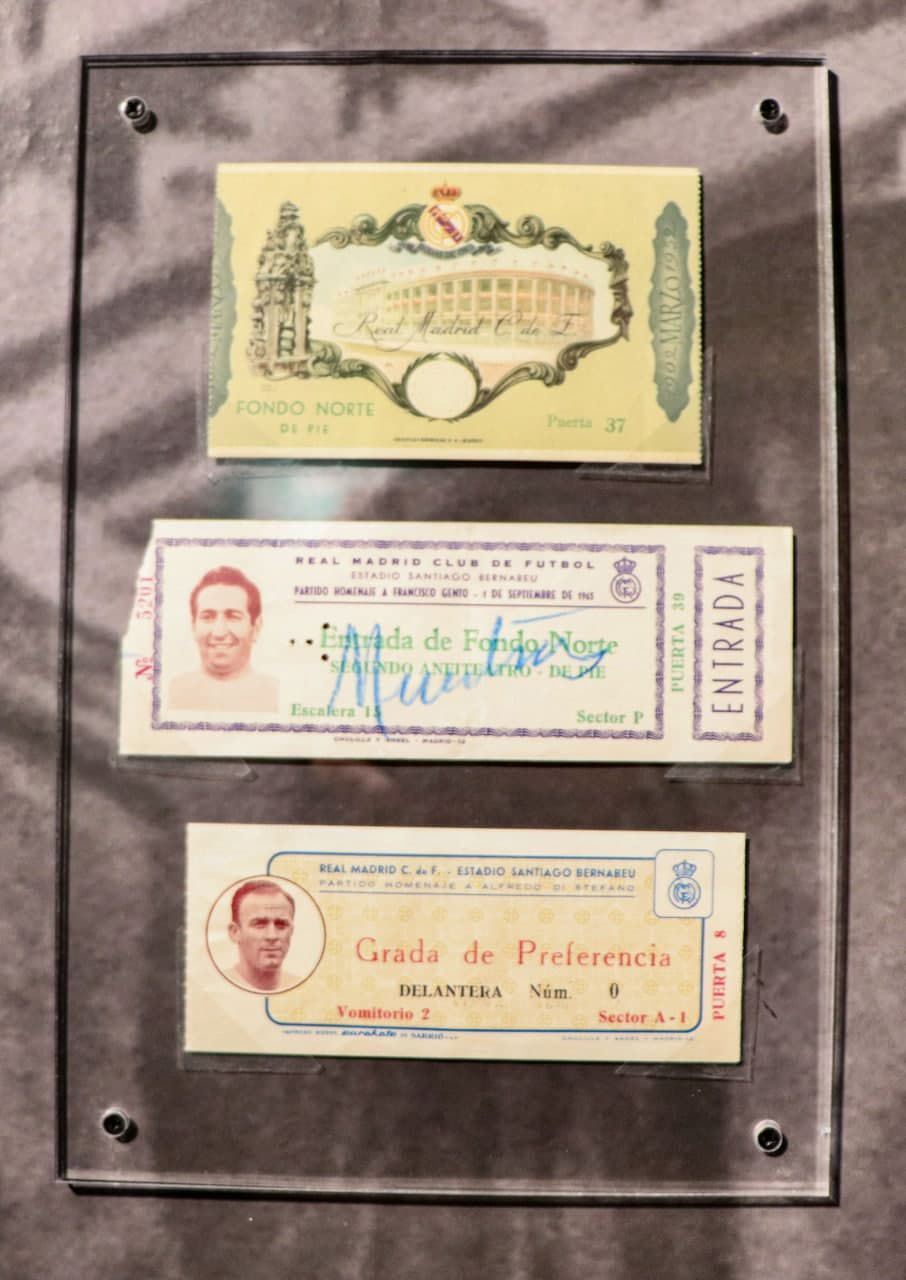 Real Madrid C. de F.
FONDO NORTE
DE PIE
Puerta 37
MARZO 1952
REAL MADRID CLUB DE FUTBOL
ESTADIO SANTIAGO BERNABEU
PARTIDO HOMENAJE A FRANCISCO GENTO - 1 DE SEPTIEMBRE DE 1965
Nº 5201
Entrada de Fondo Norte
SEGUNDO ANFITEATRO - DE PIE
Escalera 15
Sector P
PUERTA 39
ENTRADA
REAL MADRID C. de F. - ESTADIO SANTIAGO BERNABEU
PARTIDO HOMENAJE A ALFREDO DI STEFANO
Grada de Preferencia
DELANTERA Núm. 0
Vomitorio 2
Sector A-1
PUERTA 8